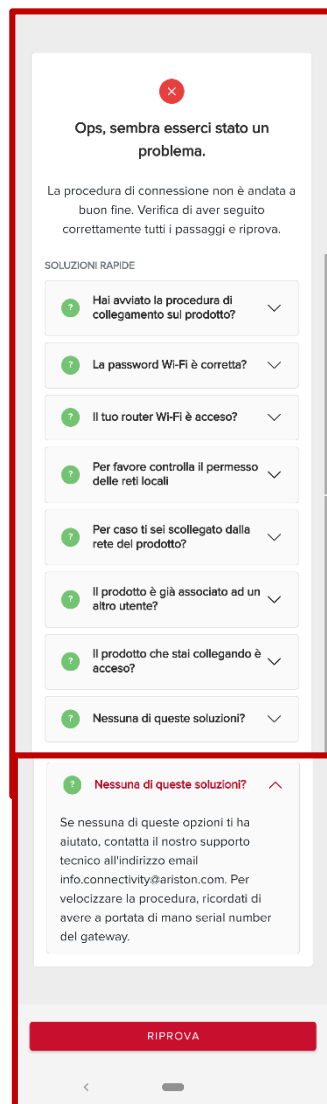 Ops, sembra esserci stato un
problema.
La procedura di connessione non è andata a
buon fine. Verifica di aver seguito
correttamente tutti i passaggi e riprova.
SOLUZIONI RAPIDE
Hai avviato la procedura di
collegamento sul prodotto?
La password Wi-Fi è corretta?
Il tuo router Wi-Fi è acceso?
Per favore controlla il permesso
delle reti locali
Per caso ti sei scollegato dalla
rete del prodotto?
Il prodotto è già associato ad un
altro utente?
Il prodotto che stai collegando è
acceso?
Nessuna di queste soluzioni?
Nessuna di queste soluzioni?
Se nessuna di queste opzioni ti ha
aiutato, contatta il nostro supporto
tecnico all'indirizzo email
info.connectivity@ariston.com. Per
velocizzare la procedura, ricordati di
avere a portata di mano serial number
del gateway.
RIPROVA